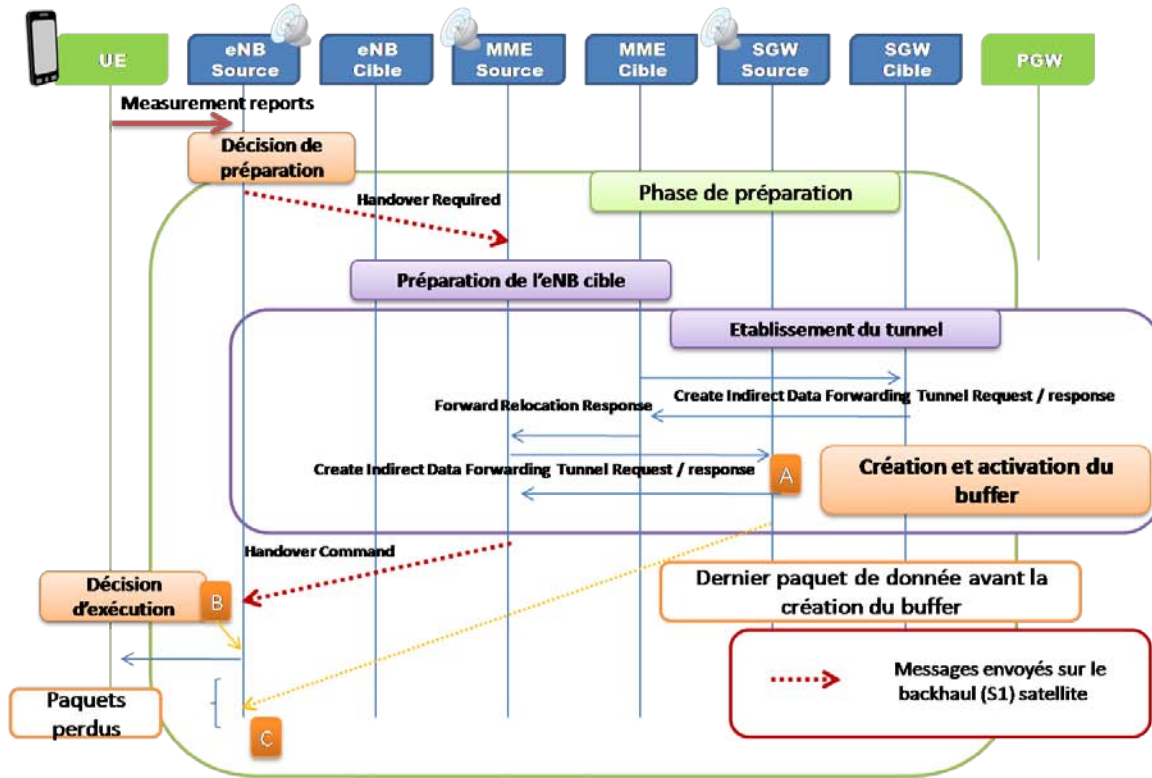 UE
eNB
Source
eNB
Cible
MME
Source
MME
Cible
SGW
Source
SGW
Cible
PGW
Measurement reports
Décision de
préparation
Phase de préparation
Handover Required
Préparation de l'eNB cible
Etablissement du tunnel
Create Indirect Data Forwarding Tunnel Request / response
Forward Relocation Response
Create Indirect Data Forwarding Tunnel Request / response
A
Création et activation du
buffer
Handover Command
Décision
d'exécution
B
Dernier paquet de donnée avant la
création du buffer
Messages envoyés sur le
backhaul (S1) satellite
Paquets
perdus
C